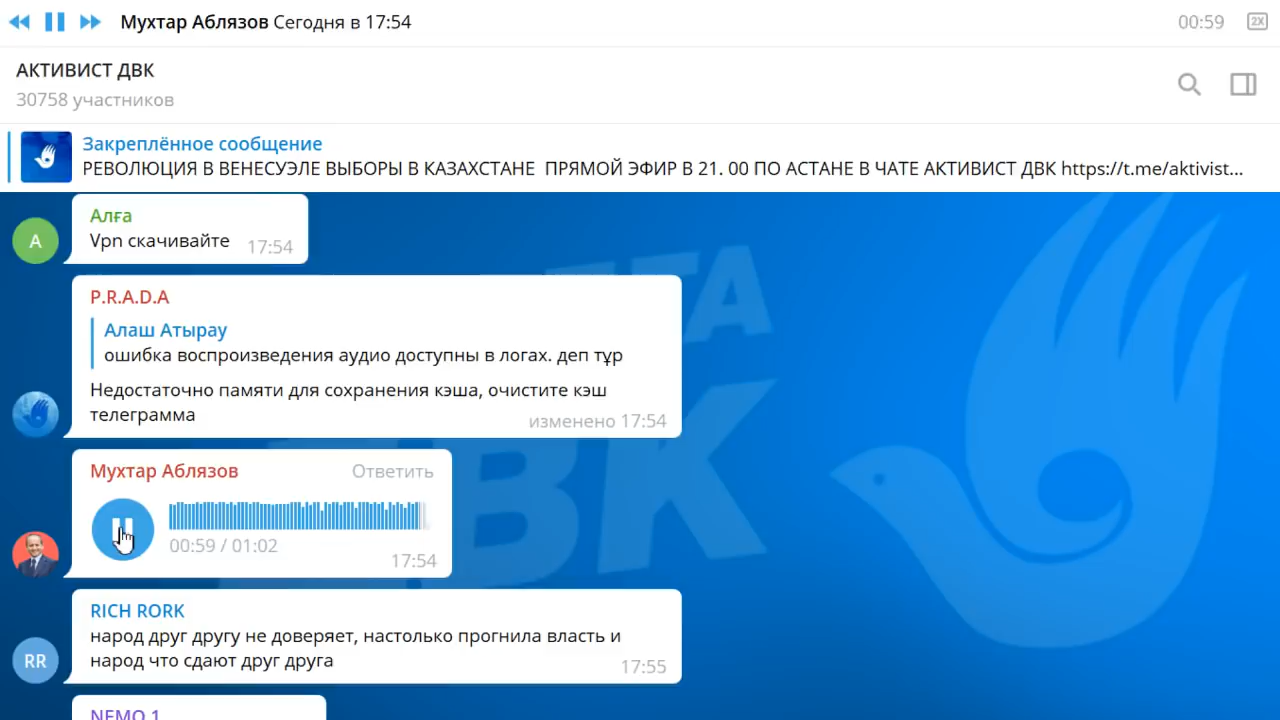 Мухтар Аблязов Сегодня в 17:54
00:59
2X
АКТИВИСТ ДВК
30758 участников
Закреплённое сообщение
РЕВОЛЮЦИЯ В ВЕНЕСУЭЛЕ ВЫБОРЫ В КАЗАХСТАНЕ ПРЯМОЙ ЭФИР В 21. 00 ПО АСТАНЕ В ЧАТЕ АКТИВИСТ ДВК https://t.me/aktivist...
Алға
A
Vpn скачивайте
17:54
P.R.A.D.A
Алаш Атырау
ошибка воспроизведения аудио доступны в логах. деп тұр
Недостаточно памяти для сохранения кэша, очистите кэш
телеграмма
изменено 17:54
Мухтар Аблязов
Ответить
00:59 / 01:02
17:54
RICH RORK
народ друг другу не доверяет, настолько прогнила власть и
RR
народ что сдают друг друга
17:55
NEMO 1
ДВК